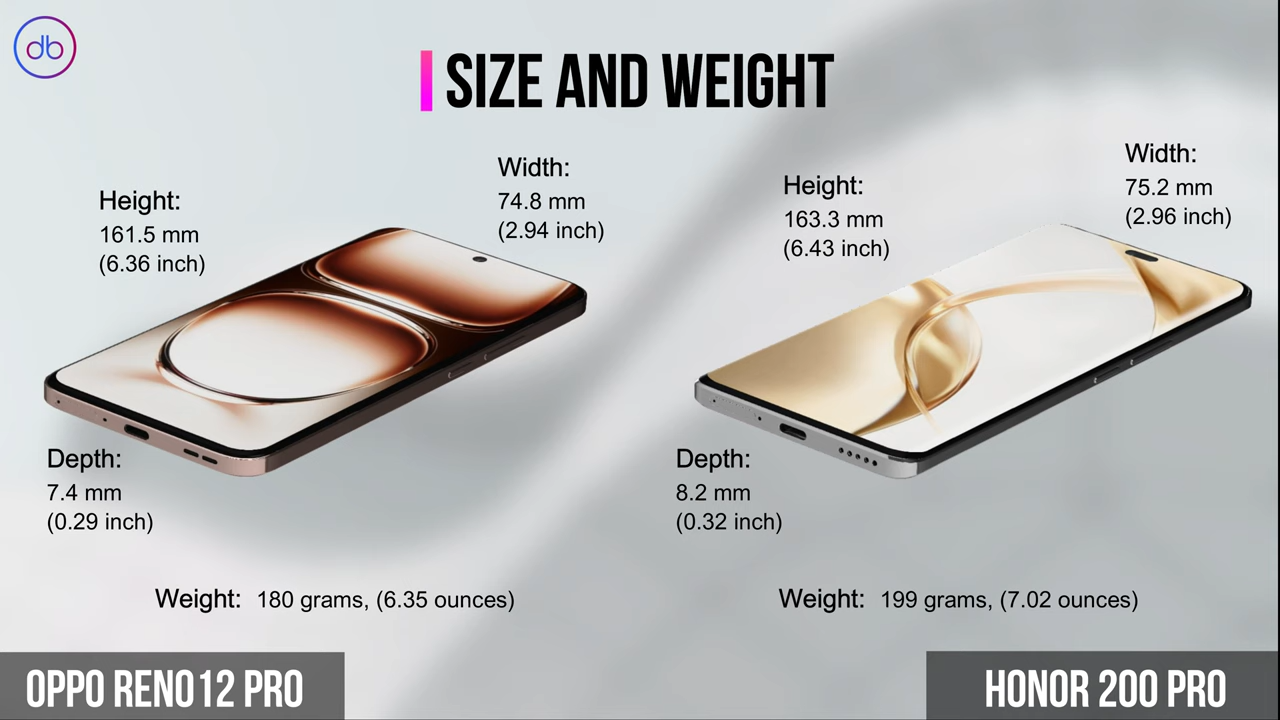 db
SIZE AND WEIGHT
Height:
161.5 mm
(6.36 inch)
Width:
74.8 mm
(2.94 inch)
Depth:
7.4 mm
(0.29 inch)
Weight: 180 grams, (6.35 ounces)
OPPO RENO12 PRO
Height:
163.3 mm
(6.43 inch)
Width:
75.2 mm
(2.96 inch)
Depth:
8.2 mm
(0.32 inch)
Weight: 199 grams, (7.02 ounces)
HONOR 200 PRO